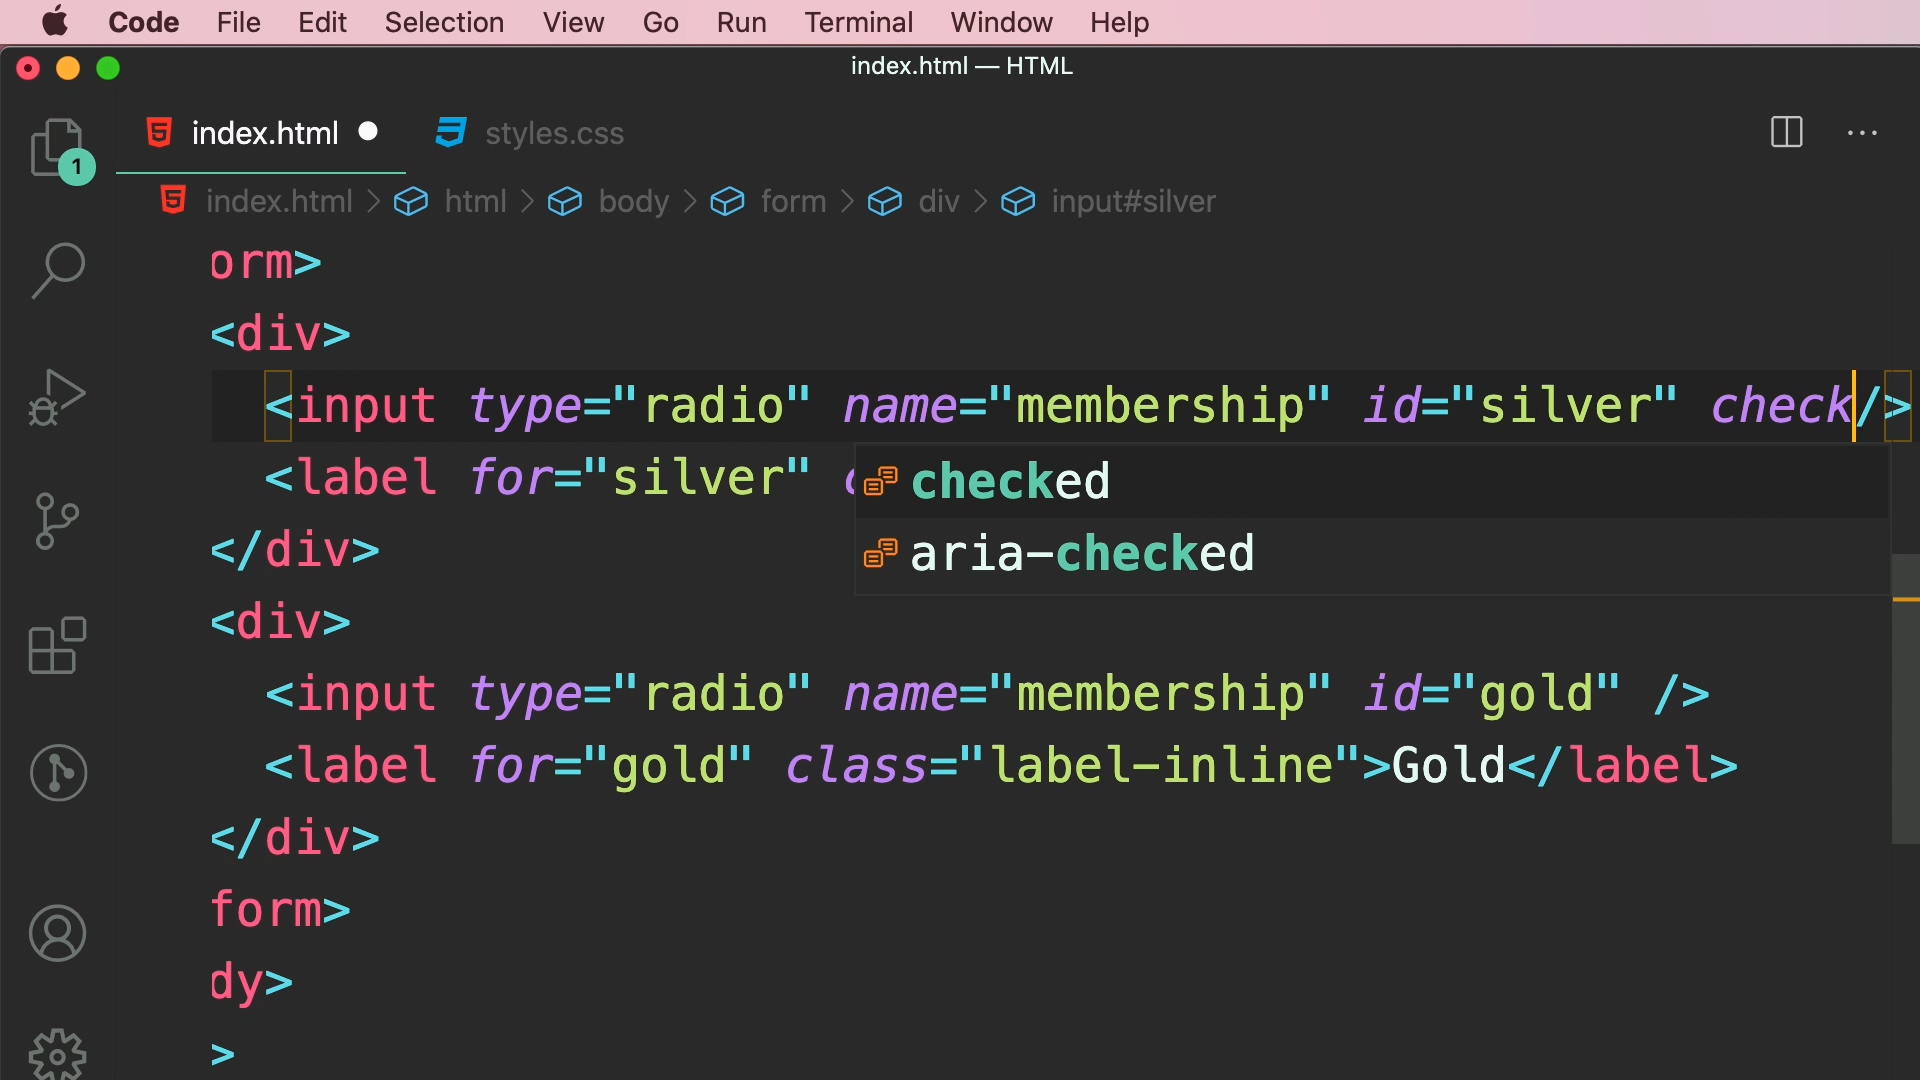 Code File Edit Selection View Go Run Terminal Window Help
index.html — HTML
index.html styles.css
1
index.html > html > body > form > div > input#silver
orm>
<div>
<input type="radio" name="membership" id="silver" check/>
<label for="silver"
checked
aria-checked
</div>
<div>
<input type="radio" name="membership" id="gold" />
<label for="gold" class="label-inline">Gold</label>
</div>
form>
dy>
>